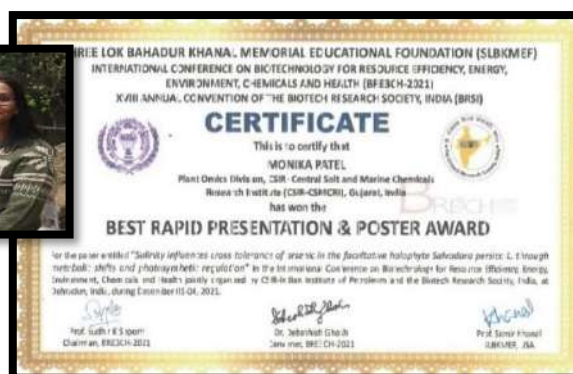 SHREE LOK BAHADUR KHANAL MEMORIAL EDUCATIONAL FOUNDATION (SLBKMEF)
INTERNATIONAL CONFERENCE ON BIOTECHNOLOGY FOR RESOURCE EFFICIENCY, ENERGY,
ENVIRONMENT, CHEMICALS AND HEALTH (BREECH-2021)
XVIII ANNUAL CONVENTION OF THE BIOTECH RESEARCH SOCIETY, INDIA (BRSI)
CERTIFICATE
This is to certify that
MONIKA PATEL
Plant Omics Division, CSIR- Central Salt and Marine Chemicals
Research Institute (CSIR-CSMCRI), Gujarat, India
has won the
BREECH
BEST RAPID PRESENTATION & POSTER AWARD
for the paper entitled "Salinity influences cross tolerance of arsenic in the facultative halophyte Salvadora persica L. through
metabolic shifts and photosynthetic regulation" in the International Conference on Biotechnology for Resource Efficiency, Energy,
Environment, Chemicals and Health jointly organized by CSIR-Indian Institute of Petroleum and the Biotech Research Society, India, at
Dehradun, India, during December 01-04, 2021.
Chairman, BREECH-2021
Dr. Debashish Ghosh
Convener, BREECH-2021
Prof Samir Khanal
SLBKMEF, USA